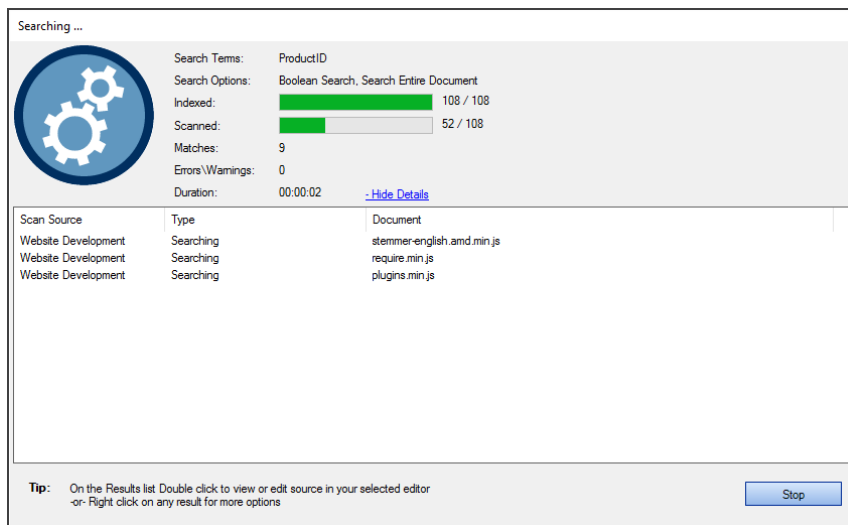 Searching ...
Search Terms: ProductID
Search Options: Boolean Search, Search Entire Document
Indexed: 108 / 108
Scanned: 52 / 108
Matches: 9
Errors\Warnings: 0
Duration: 00:00:02 - Hide Details
Scan Source Type Document
Website Development Searching stemmer-english.amd.min.js
Website Development Searching require.min.js
Website Development Searching plugins.min.js
Tip: On the Results list Double click to view or edit source in your selected editor
-or- Right click on any result for more options
Stop